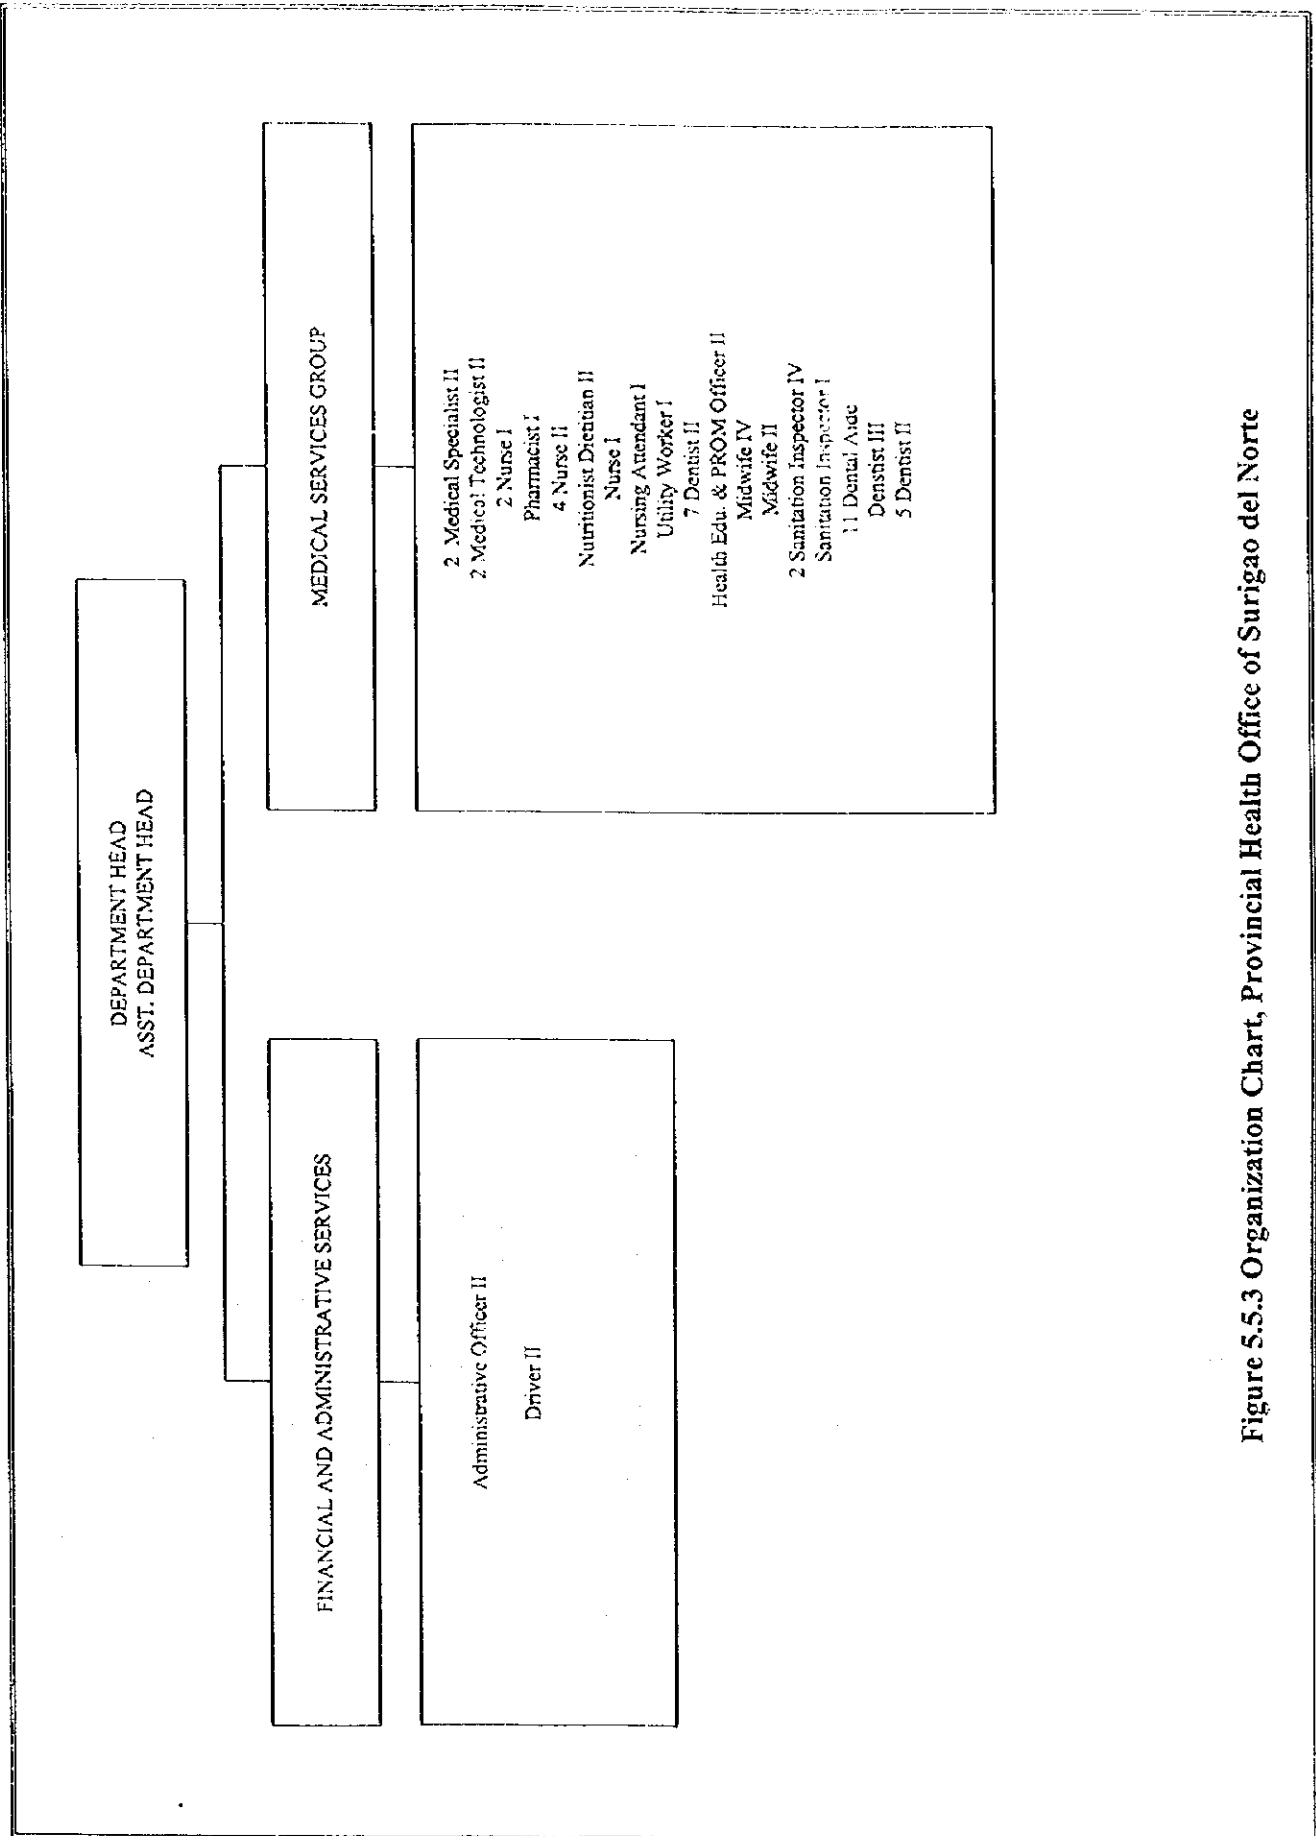 DEPARTMENT HEAD
ASST. DEPARTMENT HEAD
FINANCIAL AND ADMINISTRATIVE SERVICES
Administrative Officer II
Driver II
MEDICAL SERVICES GROUP
2 Medical Specialist II
2 Medical Technologist II
2 Nurse I
Pharmacist I
4 Nurse II
Nutritionist Dietitian II
Nurse I
Nursing Attendant I
Utility Worker I
7 Dentist II
Health Edu. & PROM Officer II
Midwife IV
Midwife II
2 Sanitation Inspector IV
Sanitation Inspector I
11 Dental Aide
Denstist III
5 Dentist II
Figure 5.5.3 Organization Chart, Provincial Health Office of Surigao del Norte